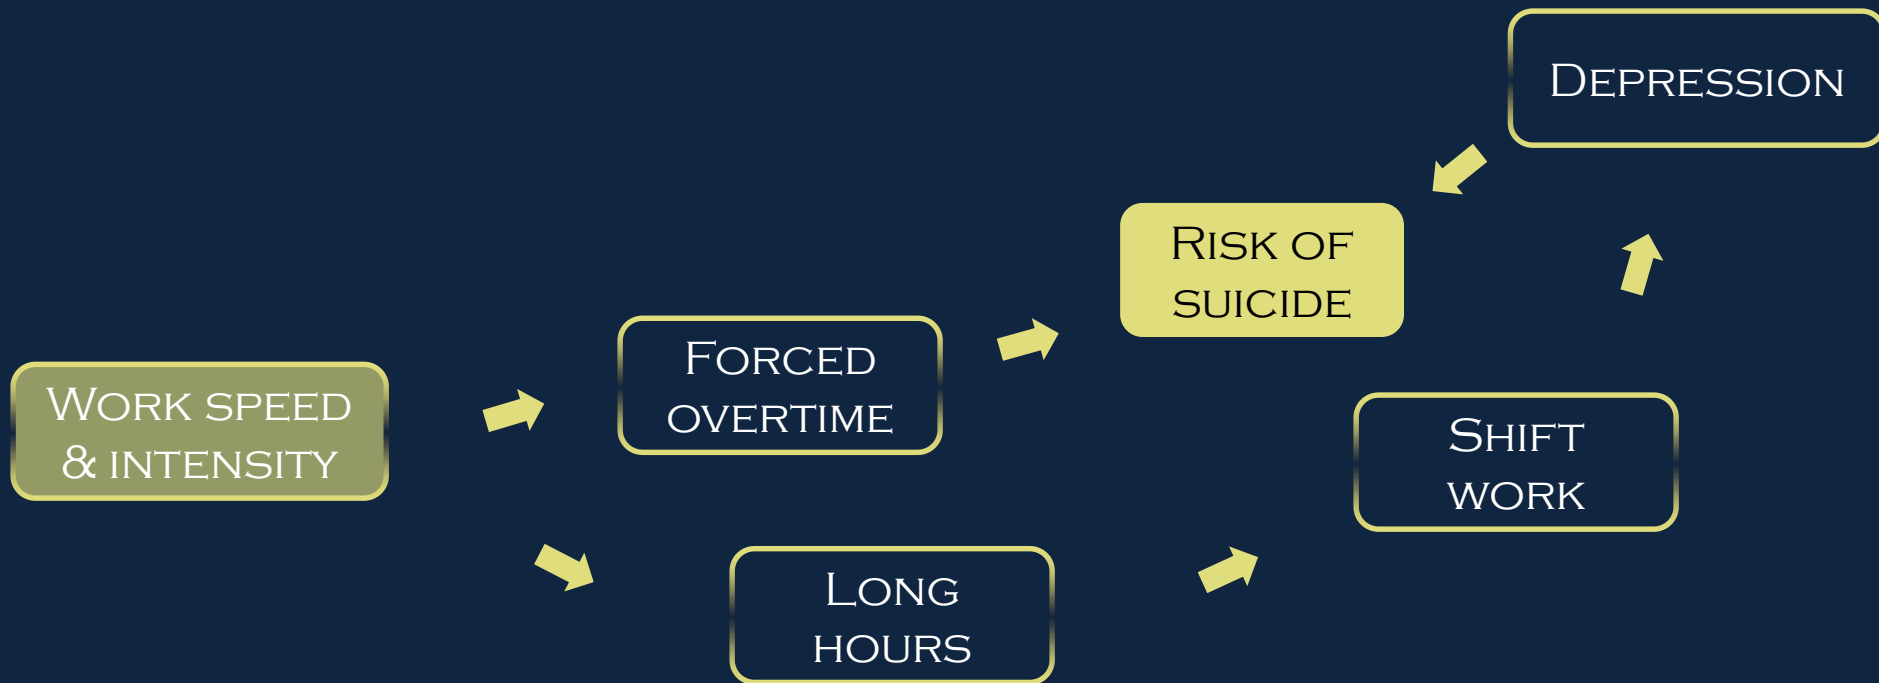 Depression
Risk of
suicide
Forced
overtime
Work speed
& intensity
Shift
work
Long
hours